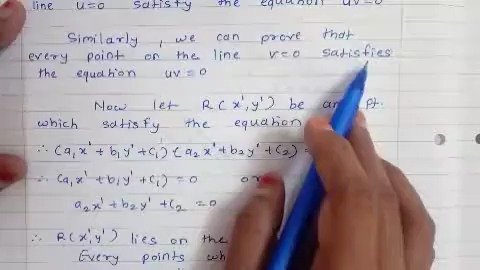 line u=0 satisfy the equation uv=0
Similarly, we can prove that
every point on the line v=0 satisfies
the equation uv=0
Now let R(x',y') be any pt.
which satisfy the equation
∴ (a₁x' + b₁y' + c₁) (a₂x' + b₂y' + c₂) =
∴ (a₁x' + b₁y' + c₁) = 0 or
a₂x' + b₂y' + c₂ = 0
∴ R(x',y') lies on the
Every points